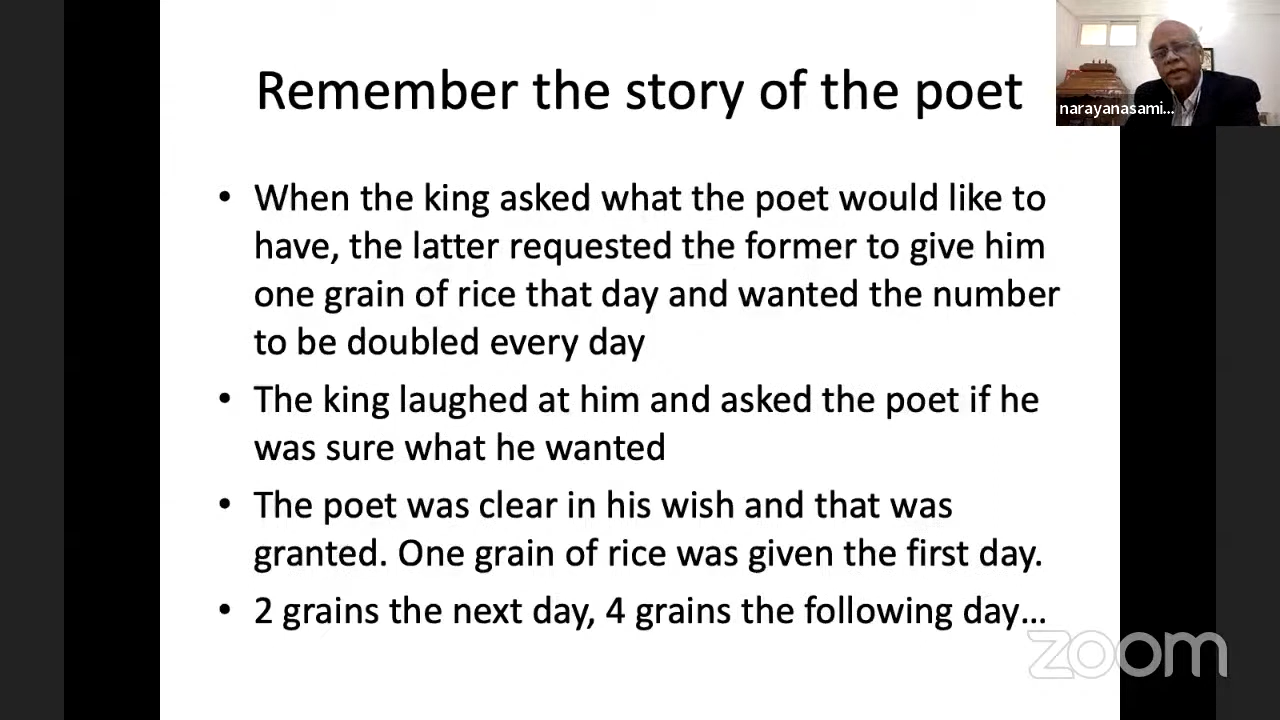 Remember the story of the poet
narayanasami...
• When the king asked what the poet would like to
have, the latter requested the former to give him
one grain of rice that day and wanted the number
to be doubled every day
• The king laughed at him and asked the poet if he
was sure what he wanted
• The poet was clear in his wish and that was
granted. One grain of rice was given the first day.
• 2 grains the next day, 4 grains the following day...
zoom